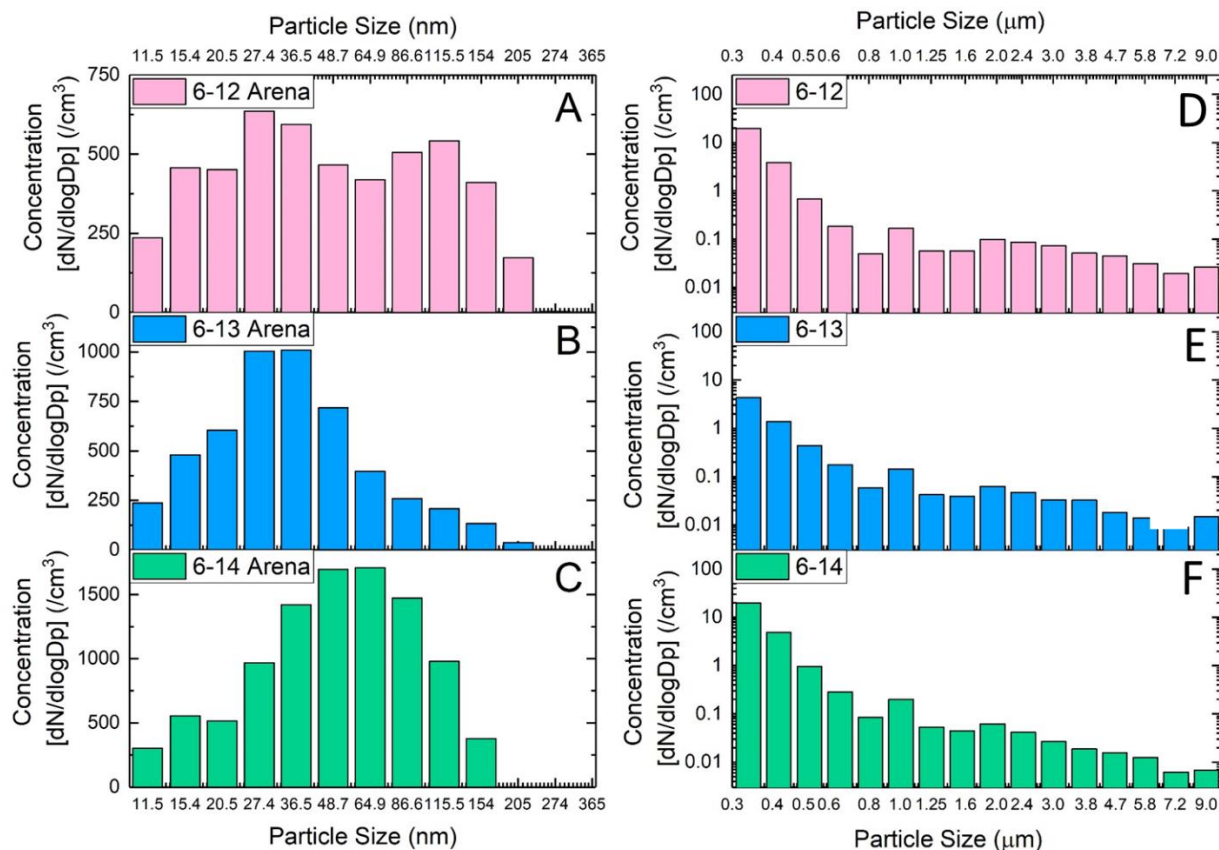 Particle Size (nm)
11.5 15.4 20.5 27.4 36.5 48.7 64.9 86.6 115.5 154 205 274 365
Concentration
[dN/dlogDp] (/cm³)
750
500
250
0
6-12 Arena
A
Concentration
[dN/dlogDp] (/cm³)
1000
750
500
250
0
6-13 Arena
B
Concentration
[dN/dlogDp] (/cm³)
1500
1000
500
0
6-14 Arena
C
11.5 15.4 20.5 27.4 36.5 48.7 64.9 86.6 115.5 154 205 274 365
Particle Size (nm)
Particle Size (μm)
0.3 0.4 0.5 0.6 0.8 1.0 1.25 1.6 2.0 2.4 3.0 3.8 4.7 5.8 7.2 9.0
Concentration
[dN/dlogDp] (/cm³)
100
10
1
0.1
0.01
6-12
D
Concentration
[dN/dlogDp] (/cm³)
100
10
1
0.1
0.01
6-13
E
Concentration
[dN/dlogDp] (/cm³)
100
10
1
0.1
0.01
6-14
F
0.3 0.4 0.5 0.6 0.8 1.0 1.25 1.6 2.0 2.4 3.0 3.8 4.7 5.8 7.2 9.0
Particle Size (μm)